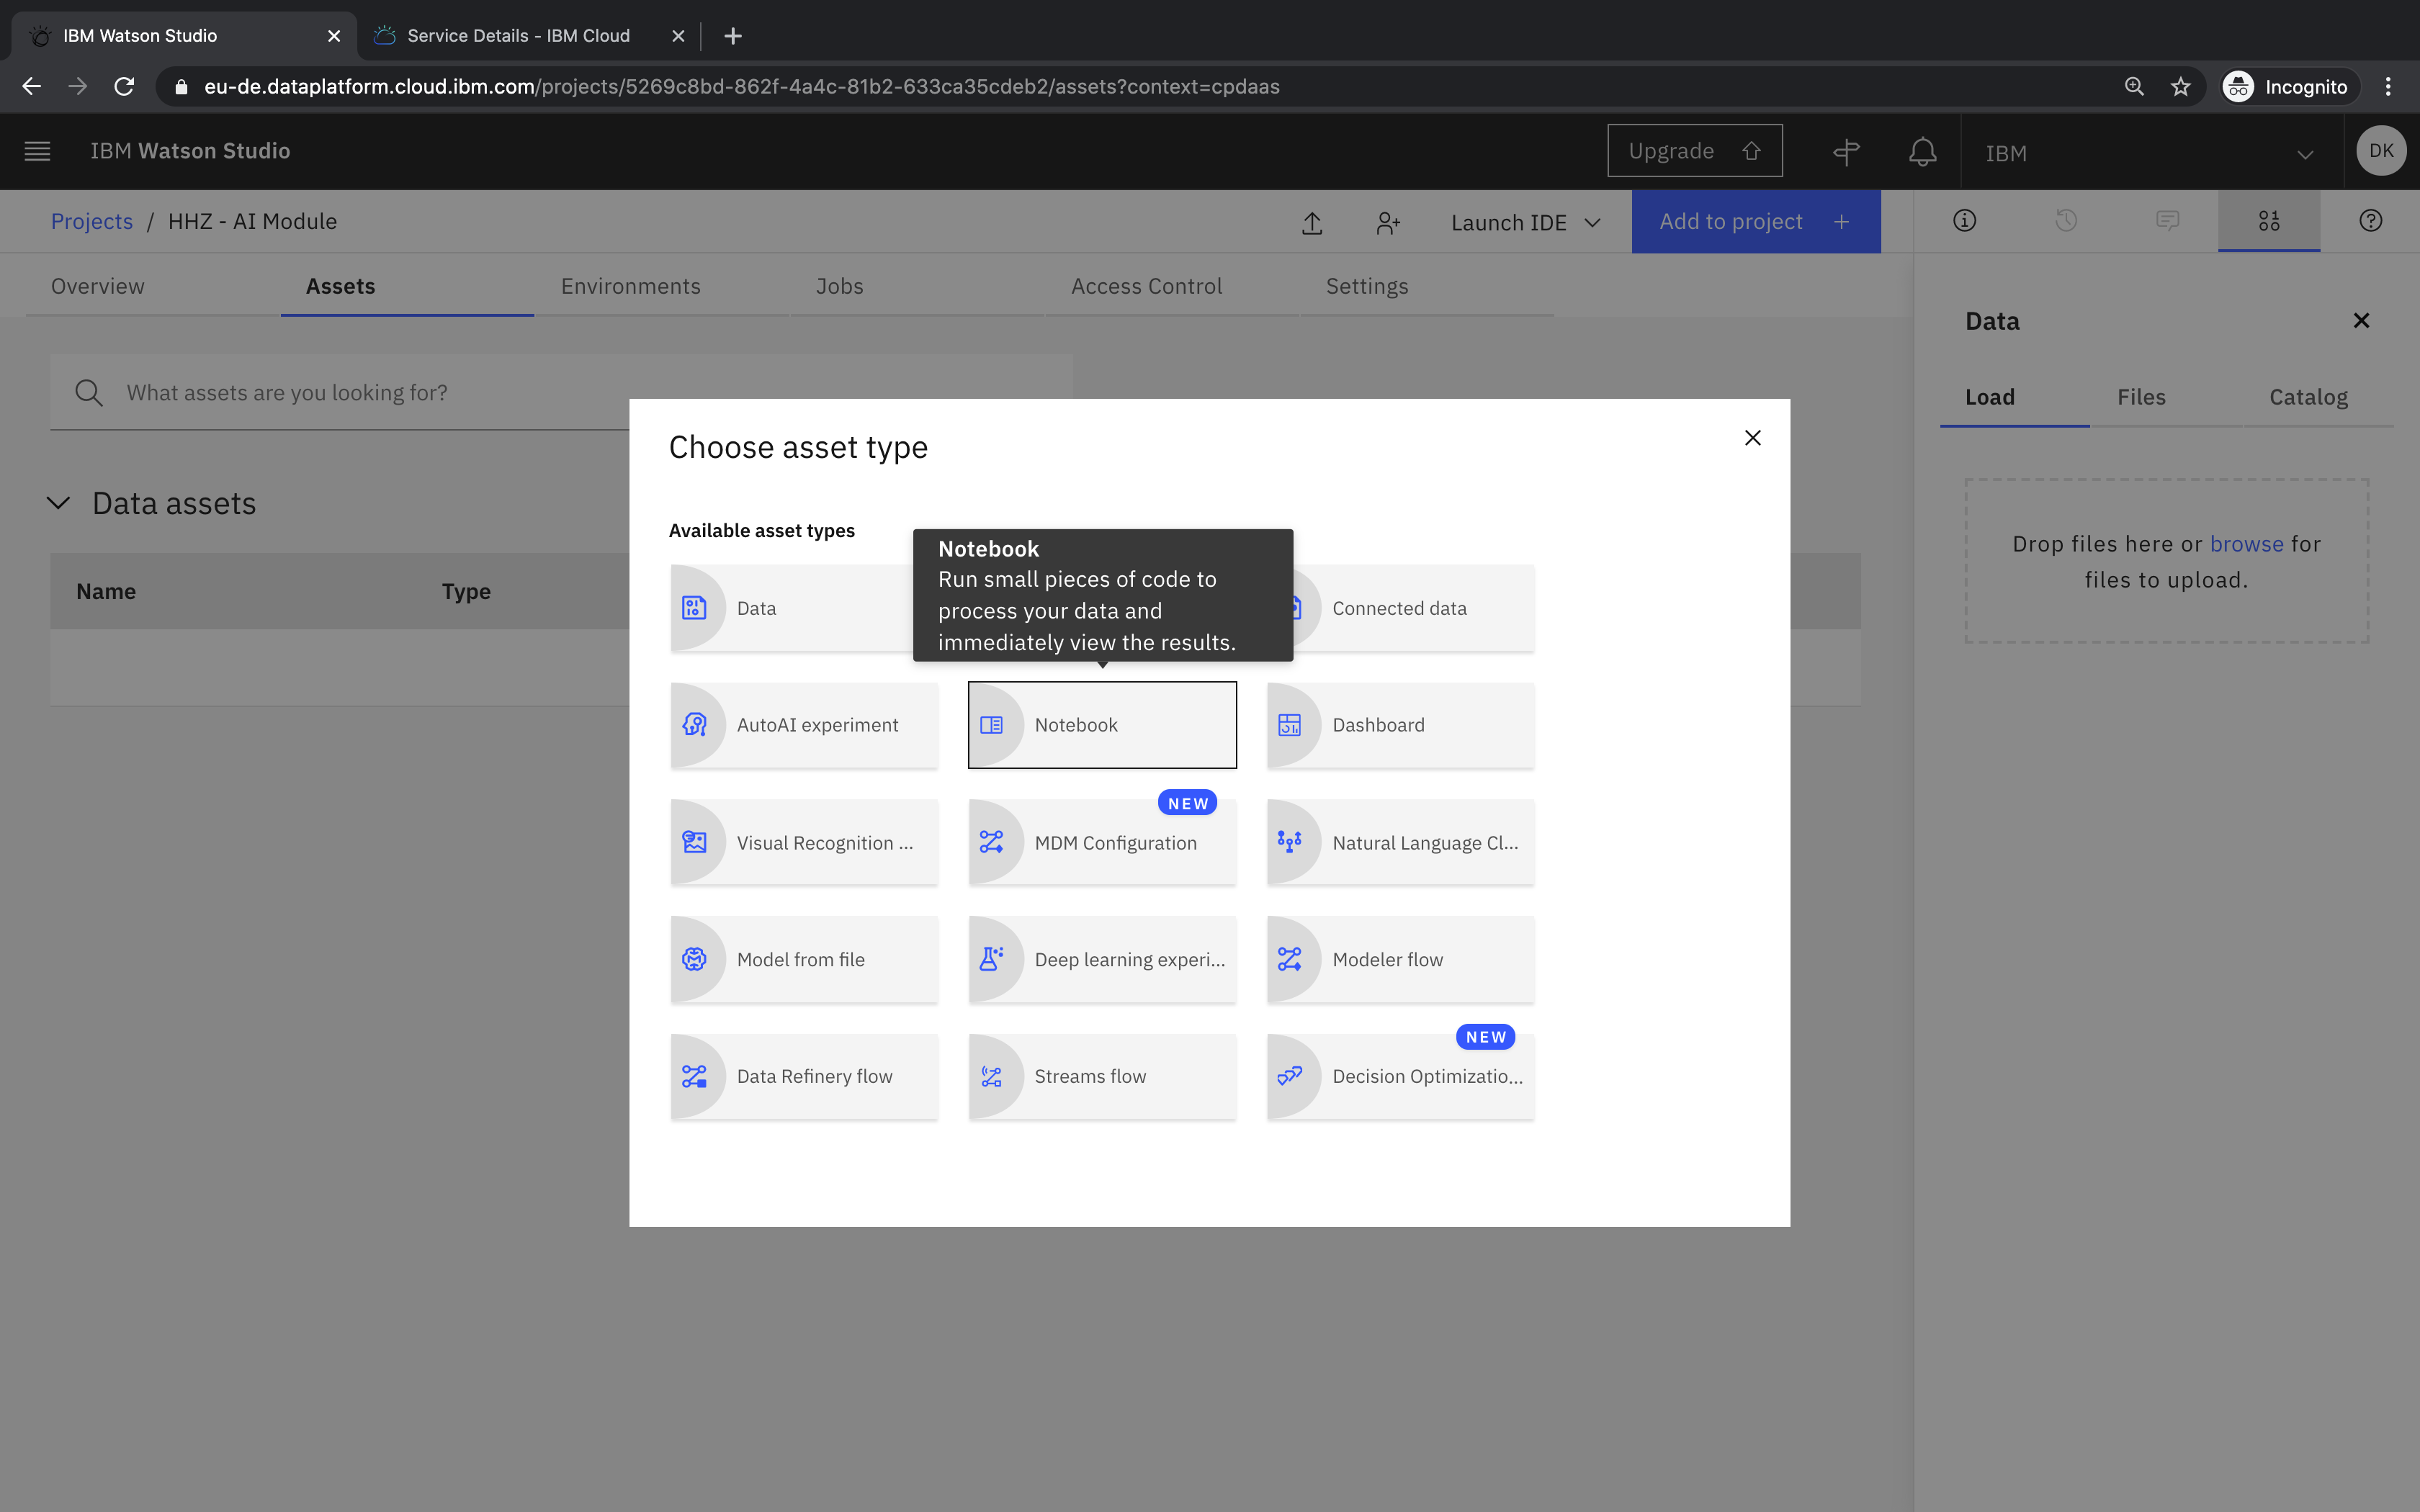 IBM Watson Studio
Service Details - IBM Cloud
eu-de.dataplatform.cloud.ibm.com/projects/5269c8bd-862f-4a4c-81b2-633ca35cdeb2/assets?context=cpdaas
Incognito
IBM Watson Studio
Upgrade
IBM
DK
Projects / HHZ - AI Module
Launch IDE
Add to project +
Overview
Assets
Environments
Jobs
Access Control
Settings
What assets are you looking for?
Data assets
Name
Type
Choose asset type
Available asset types
Notebook
Run small pieces of code to
process your data and
immediately view the results.
Data
Connected data
AutoAI experiment
Notebook
Dashboard
Visual Recognition ...
NEW
MDM Configuration
Natural Language Cl...
Model from file
Deep learning experi...
Modeler flow
Data Refinery flow
Streams flow
NEW
Decision Optimizatio...
Data
Load
Files
Catalog
Drop files here or browse for
files to upload.